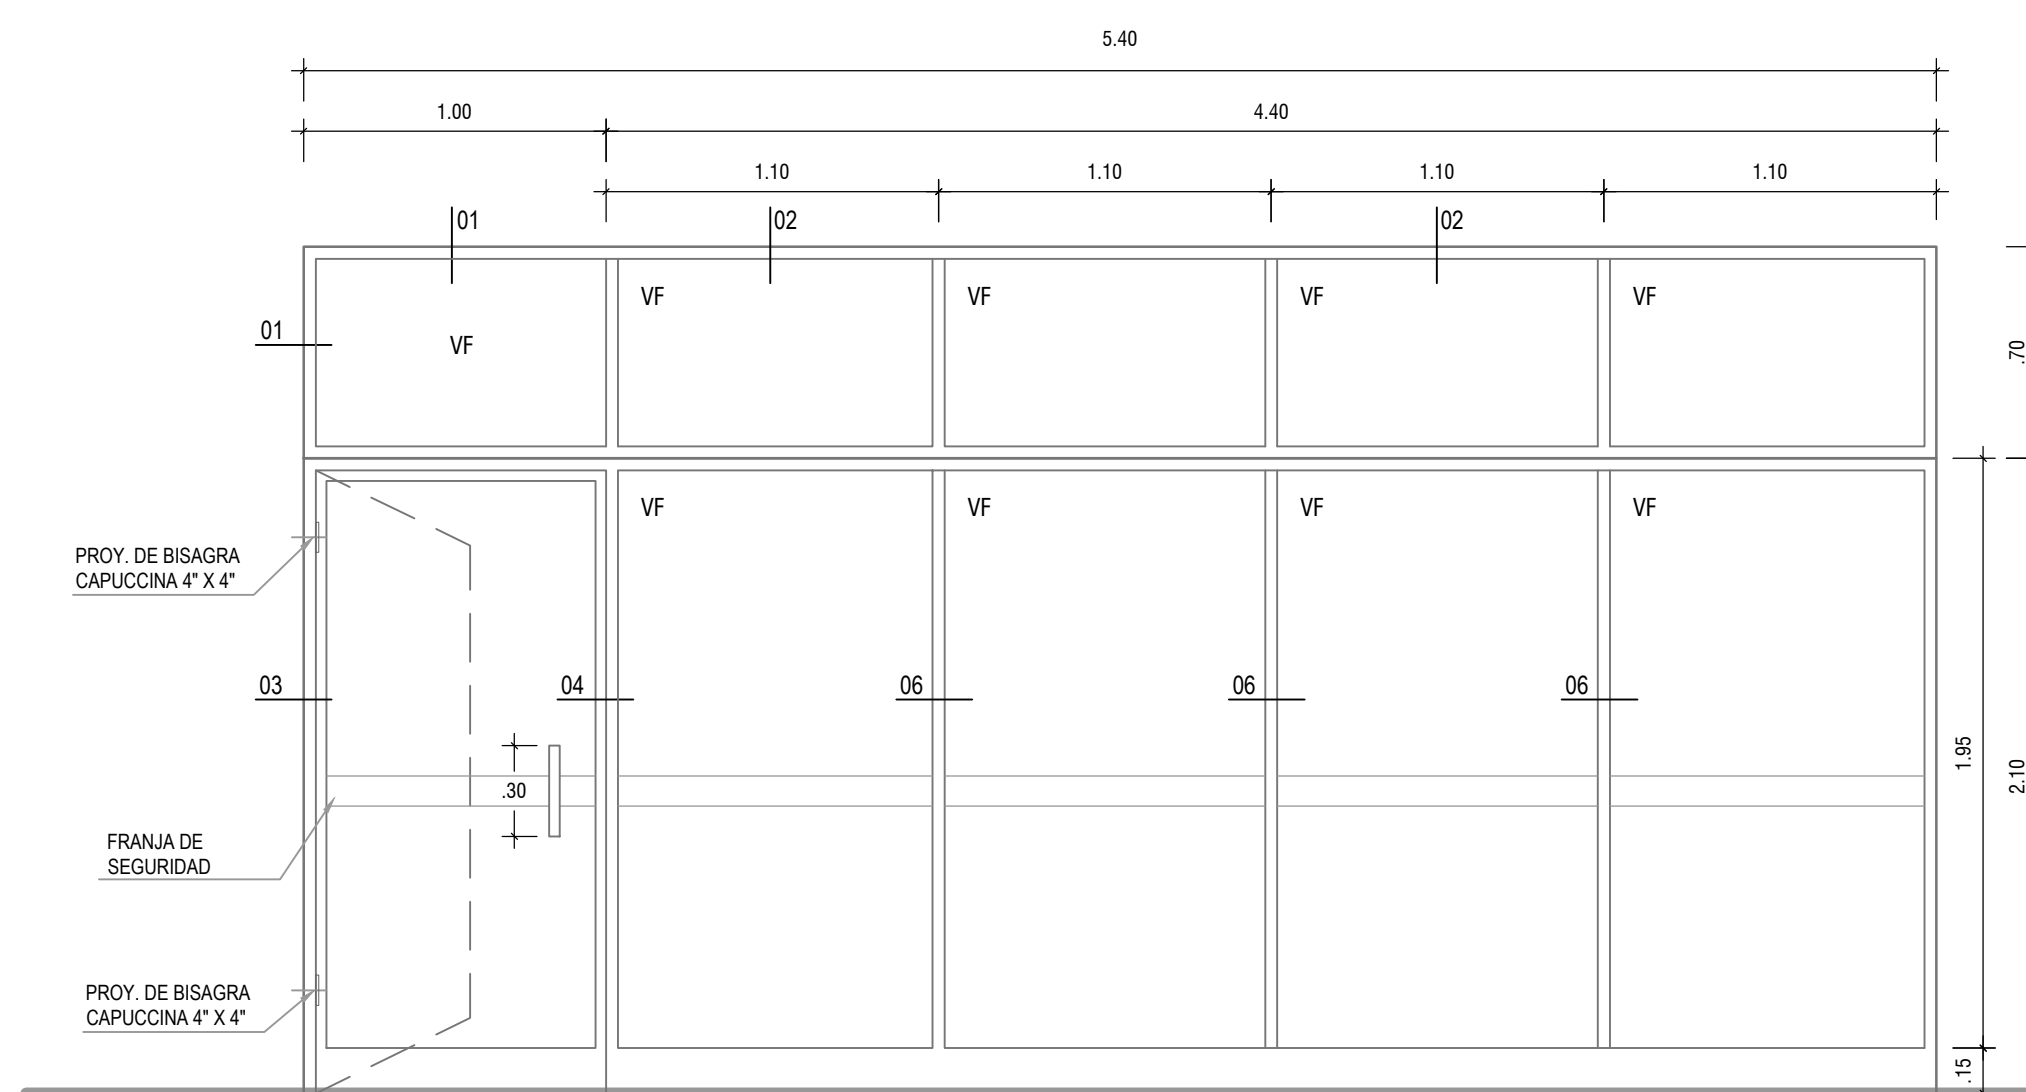 5.40
1.00
4.40
1.10
1.10
1.10
1.10
01
02
02
VF
VF
VF
VF
01
VF
.70
VF
VF
VF
VF
PROY. DE BISAGRA
CAPUCCINA 4" X 4"
03
04
06
06
06
1.95
2.10
.30
FRANJA DE
SEGURIDAD
PROY. DE BISAGRA
CAPUCCINA 4" X 4"
.15